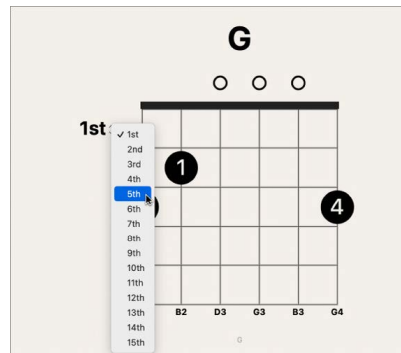 G
1st
✓ 1st
2nd
3rd
4th
5th
6th
7th
8th
9th
10th
11th
12th
13th
14th
15th
1
4
B2 D3 G3 B3 G4
G